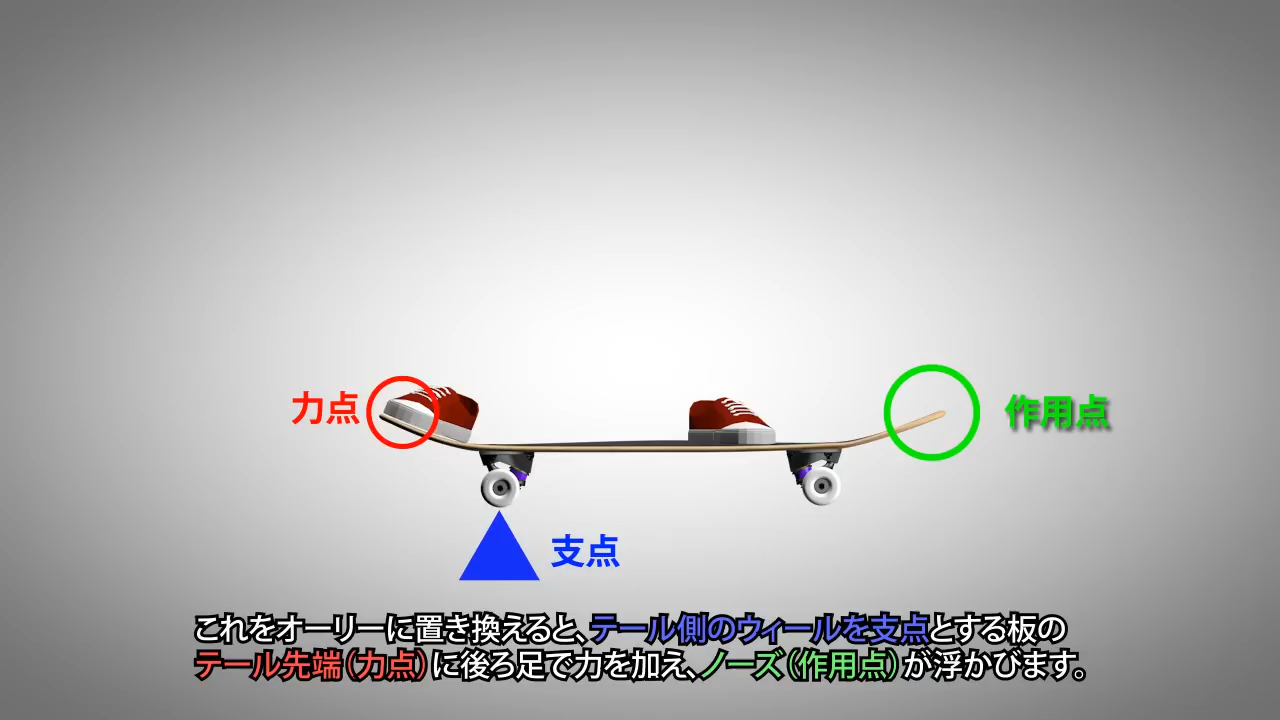 力点
作用点
支点
これをオーリーに置き換えると、テール側のウィールを支点とする板の
テール先端（力点）に後ろ足で力を加え、ノーズ（作用点）が浮かびます。